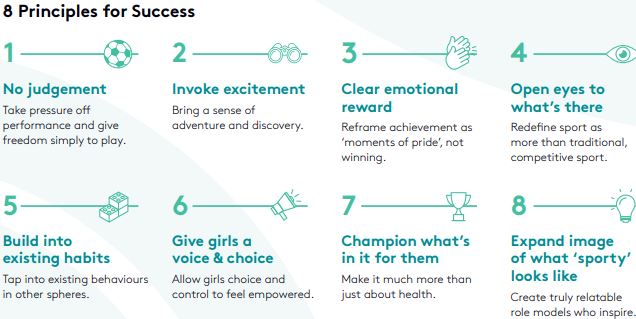 8 Principles for Success
1
No judgement
Take pressure off
performance and give
freedom simply to play.
2
Invoke excitement
Bring a sense of
adventure and discovery.
3
Clear emotional
reward
Reframe achievement as
‘moments of pride’, not
winning.
4
Open eyes to
what’s there
Redefine sport as
more than traditional,
competitive sport.
5
Build into
existing habits
Tap into existing behaviours
in other spheres.
6
Give girls a
voice & choice
Allow girls choice and
control to feel empowered.
7
Champion what’s
in it for them
Make it much more than
just about health.
8
Expand image
of what ‘sporty’
looks like
Create truly relatable
role models who inspire.